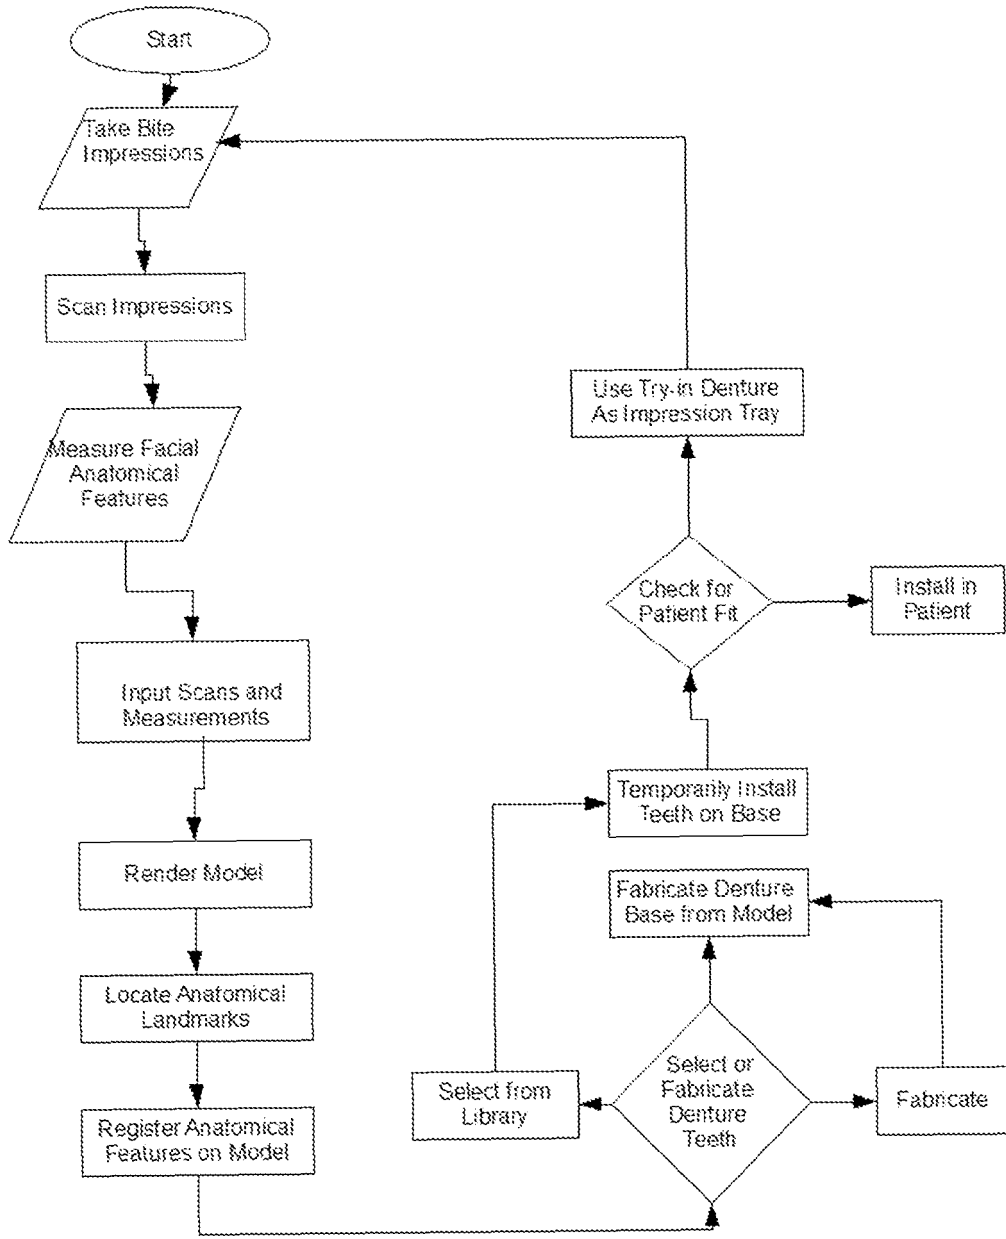 Start
Take Bite
Impressions
Scan Impressions
Measure Facial
Anatomical
Features
Input Scans and
Measurements
Render Model
Locate Anatomical
Landmarks
Register Anatomical
Features on Model
Use Try-in Denture
As Impression Tray
Check for
Patient Fit
Install in
Patient
Temporarily Install
Teeth on Base
Fabricate Denture
Base from Model
Select from
Library
Select or
Fabricate
Denture
Teeth
Fabricate